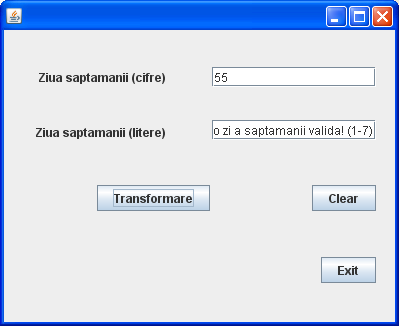 Ziua saptamanii (cifre) 55
Ziua saptamanii (litere) o zi a saptamanii valida! (1-7)
Transformare Clear
Exit